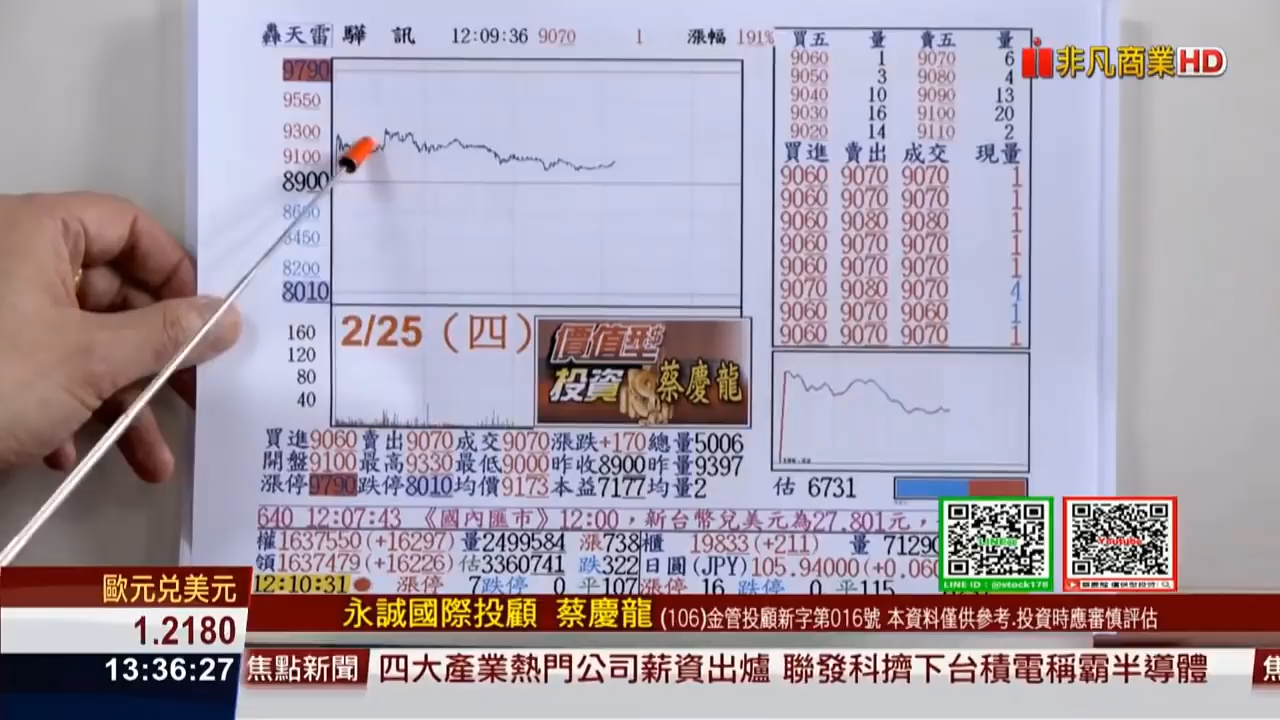 轟天雷 驊訊 12:09:36 9070 1 漲幅 191%
9790
9550
9300
9100
8900
8450
8200
8010
160
120
80
40
買五 量 賣五 量
9060 1 9070 6
9050 3 9080 4
9040 10 9090 13
9030 16 9100 20
9020 14 9110 2
買進 賣出 成交 現量
9060 9070 9070 1
9060 9070 9070 1
9060 9080 9080 1
9060 9070 9070 1
9060 9070 9070 1
9070 9080 9070 4
9060 9070 9060 1
9060 9070 9070 1
非凡商業HD
2/25（四）
價值型
投資 蔡慶龍
買進9060賣出9070成交9070漲跌+170總量5006
開盤9100最高9330最低9000昨收8900昨量9397
漲停9790跌停8010均價9173本益7177均量2
估 6731
640 12:07:43 《國內匯市》12:00，新台幣兌美元為27.801元，
權1637550(+16297)量2499584 漲738櫃 19833(+211) 量 71290
領1637479(+16226)估3360741跌322日圓(JPY)105.94000(+0.060
12:10:31 漲停 7跌停 0平107漲停 16跌停 0平115
LINE@
LINE ID：@stock178
YouTube
歐元兌美元
1.2180
13:36:27
永誠國際投顧 蔡慶龍 (106)金管投顧新字第016號 本資料僅供參考.投資時應審慎評估
焦點新聞 四大產業熱門公司薪資出爐 聯發科擠下台積電稱霸半導體 焦